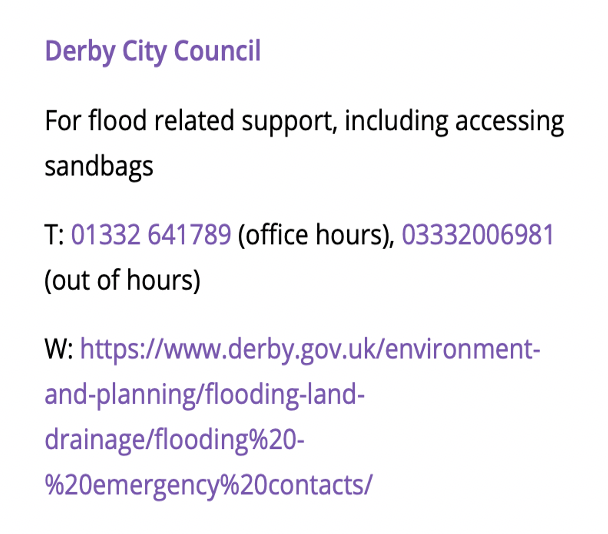 Derby City Council
For flood related support, including accessing
sandbags
T: 01332 641789 (office hours), 03332006981
(out of hours)
W: https://www.derby.gov.uk/environment-
and-planning/flooding-land-
drainage/flooding%20-
%20emergency%20contacts/